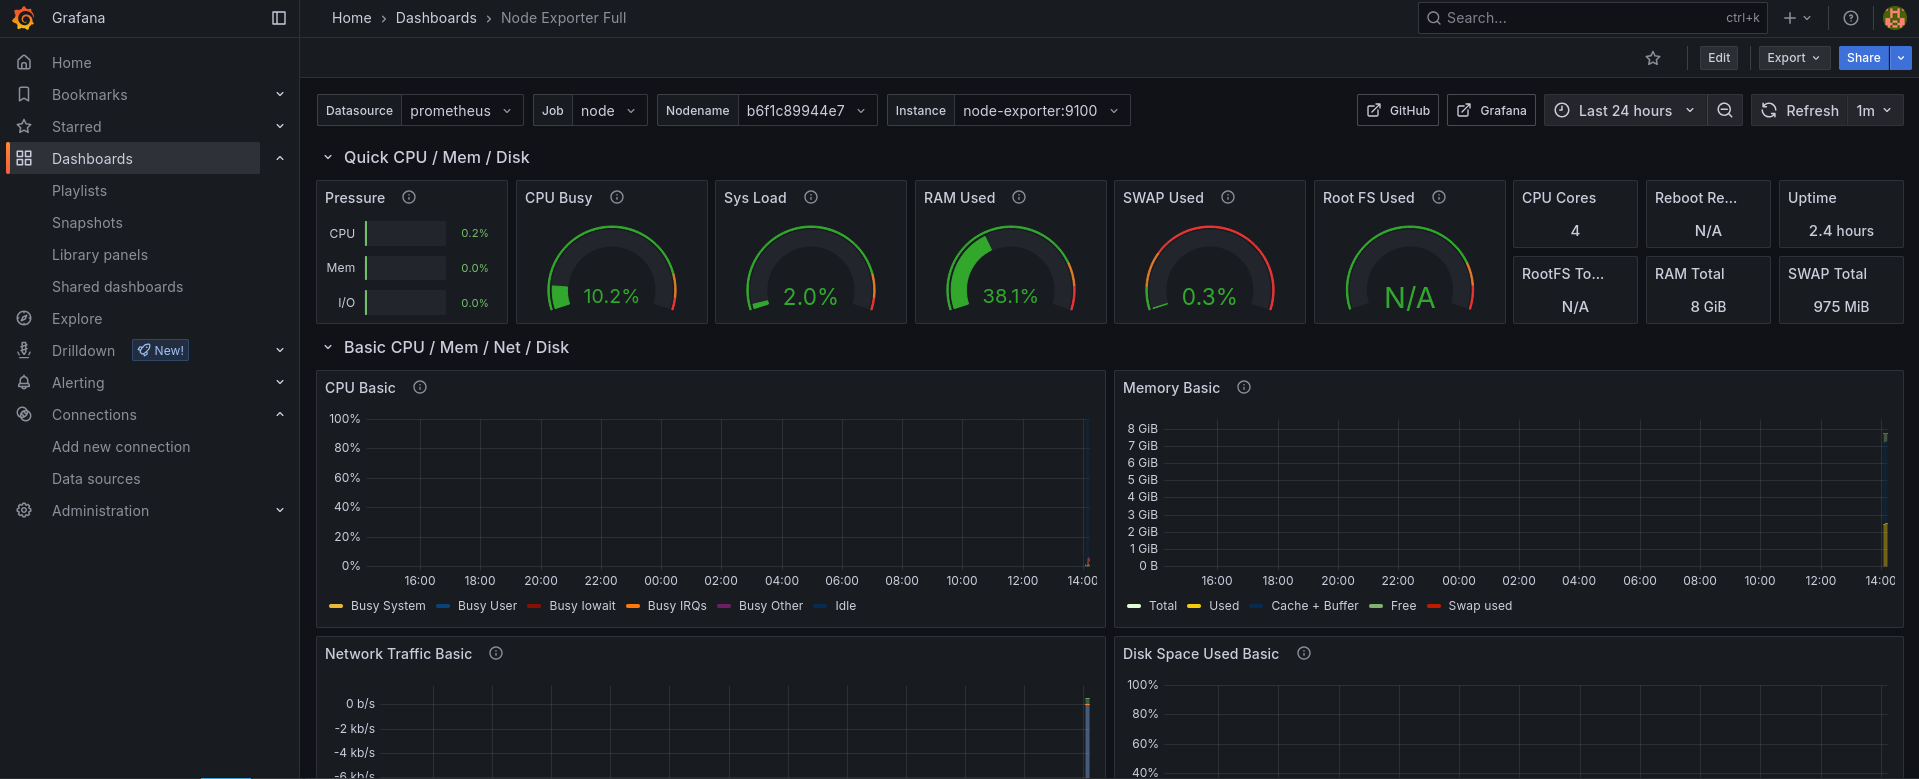 Grafana
Home › Dashboards › Node Exporter Full
Search...
ctrl+k
Home
Bookmarks
Starred
Dashboards
Playlists
Snapshots
Library panels
Shared dashboards
Explore
Drilldown New!
Alerting
Connections
Add new connection
Data sources
Administration
Edit
Export
Share
Datasource prometheus
Job node
Nodename b6f1c89944e7
Instance node-exporter:9100
GitHub
Grafana
Last 24 hours
Refresh 1m
Quick CPU / Mem / Disk
Pressure
CPU 0.2%
Mem 0.0%
I/O 0.0%
CPU Busy
10.2%
Sys Load
2.0%
RAM Used
38.1%
SWAP Used
0.3%
Root FS Used
N/A
CPU Cores
4
Reboot Re...
N/A
Uptime
2.4 hours
RootFS To...
N/A
RAM Total
8 GiB
SWAP Total
975 MiB
Basic CPU / Mem / Net / Disk
CPU Basic
100%
80%
60%
40%
20%
0%
16:00 18:00 20:00 22:00 00:00 02:00 04:00 06:00 08:00 10:00 12:00 14:00
Busy System Busy User Busy Iowait Busy IRQs Busy Other Idle
Memory Basic
8 GiB
7 GiB
6 GiB
5 GiB
4 GiB
3 GiB
2 GiB
1 GiB
0 B
16:00 18:00 20:00 22:00 00:00 02:00 04:00 06:00 08:00 10:00 12:00 14:00
Total Used Cache + Buffer Free Swap used
Network Traffic Basic
0 b/s
-2 kb/s
-4 kb/s
-6 kb/s
Disk Space Used Basic
100%
80%
60%
40%